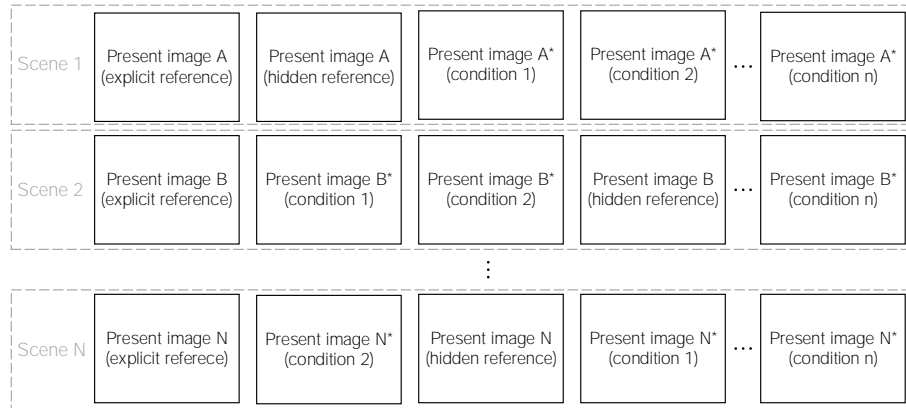 Scene 1
Present image A
(explicit reference)
Present image A
(hidden reference)
Present image A*
(condition 1)
Present image A*
(condition 2)
...
Present image A*
(condition n)
Scene 2
Present image B
(explicit reference)
Present image B*
(condition 1)
Present image B*
(condition 2)
Present image B
(hidden reference)
...
Present image B*
(condition n)
⋮
Scene N
Present image N
(explicit referece)
Present image N*
(condition 2)
Present image N
(hidden reference)
Present image N*
(condition 1)
...
Present image N*
(condition n)